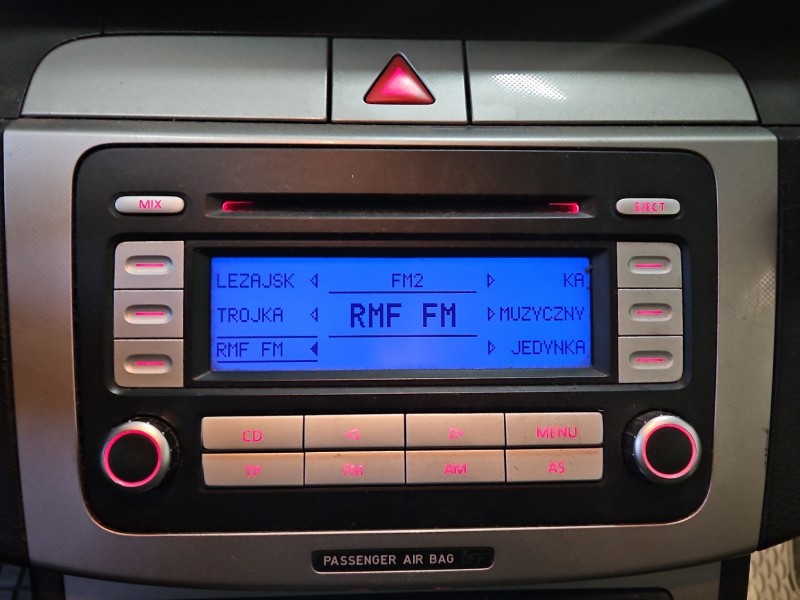 MIX EJECT
LEZAJSK FM2 KA
TROJKA RMF FM MUZYCZNY
RMF FM JEDYNKA
CD MENU
TP FM AM AS
PASSENGER AIR BAG